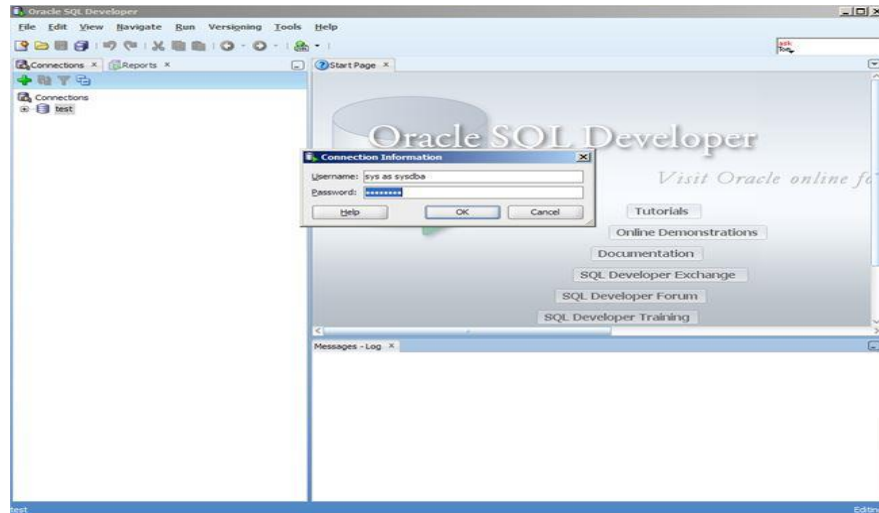 Oracle SQL Developer
File Edit View Navigate Run Versioning Tools Help
Connections Reports
Start Page
Connections
test
Oracle SQL Developer
Visit Oracle online fo
Connection Information
Username: sys as sysdba
Password: ••••••••
Help OK Cancel
Tutorials
Online Demonstrations
Documentation
SQL Developer Exchange
SQL Developer Forum
SQL Developer Training
Messages - Log
test
Editing